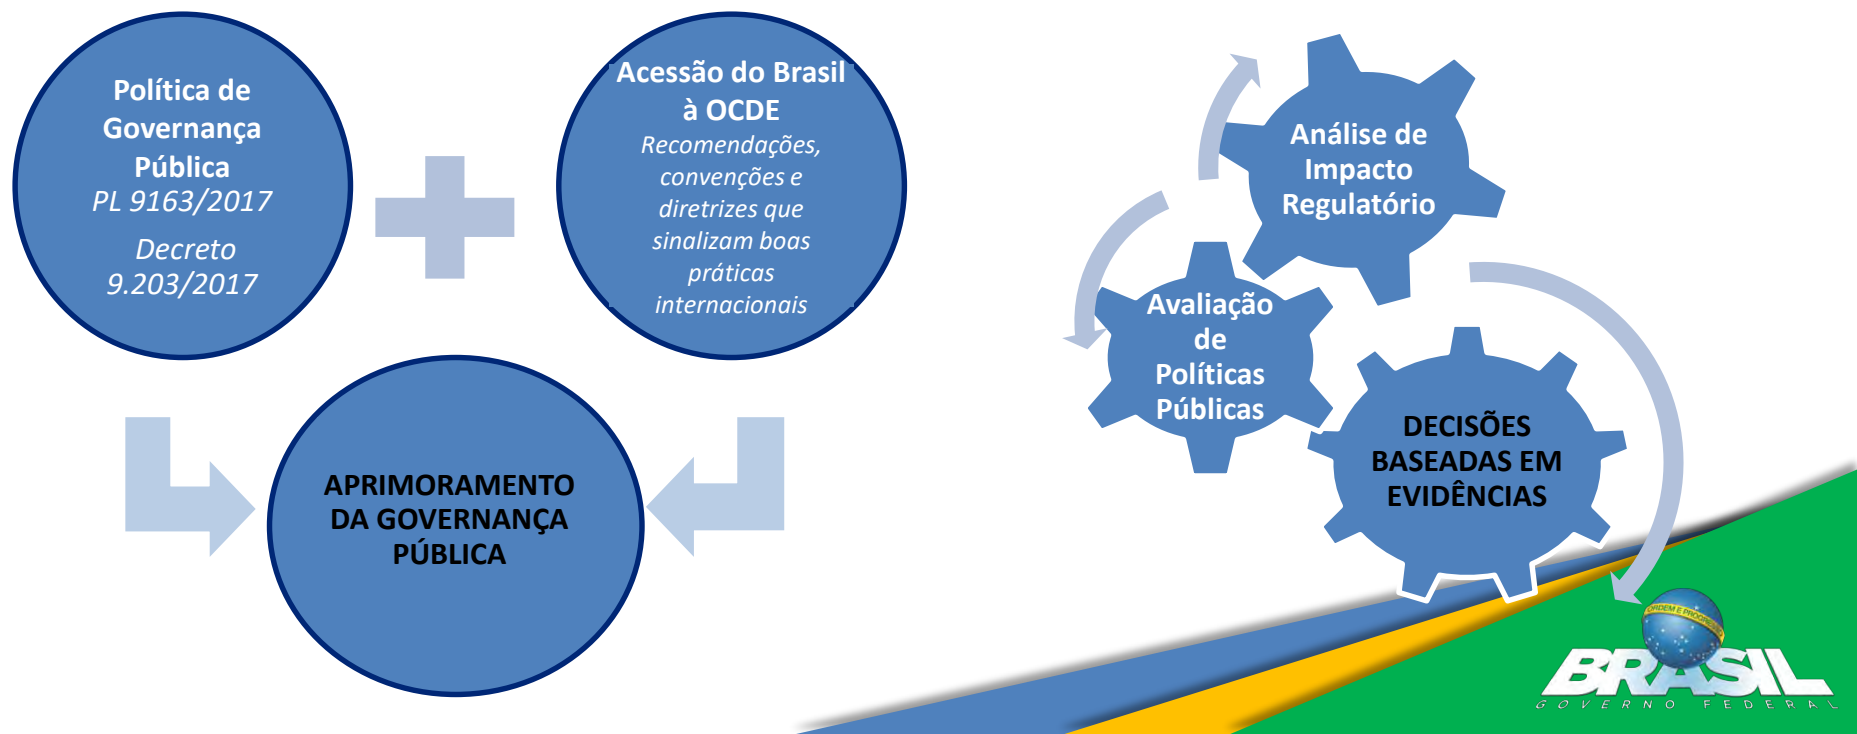 Política de
Governança
Pública
PL 9163/2017
Decreto
9.203/2017
Acessão do Brasil
à OCDE
Recomendações,
convenções e
diretrizes que
sinalizam boas
práticas
internacionais
APRIMORAMENTO
DA GOVERNANÇA
PÚBLICA
Análise de
Impacto
Regulatório
Avaliação
de
Políticas
Públicas
DECISÕES
BASEADAS EM
EVIDÊNCIAS
ORDEM E PROGRESSO
BRASIL
GOVERNO FEDERAL